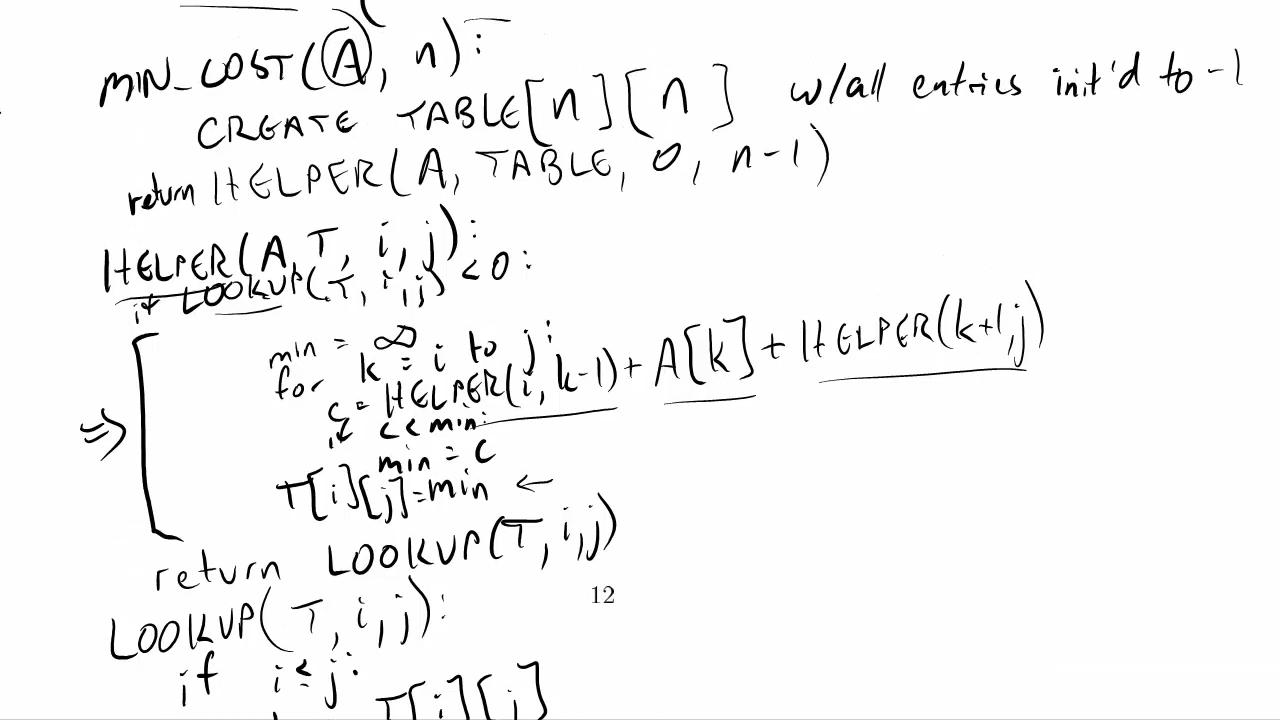 MIN_COST(A, n):
CREATE TABLE[n][n] w/all entries init'd to -1
return HELPER(A, TABLE, 0, n-1)
HELPER(A, T, i, j):
if LOOKUP(T, i, j) < 0:
min = ∞
for k = i to j:
c = HELPER(i, k-1) + A[k] + HELPER(k+1, j)
if c < min:
min = c
T[i][j] = min ←
return LOOKUP(T, i, j)
12
LOOKUP(T, i, j):
if i ≤ j:
T[i][j]